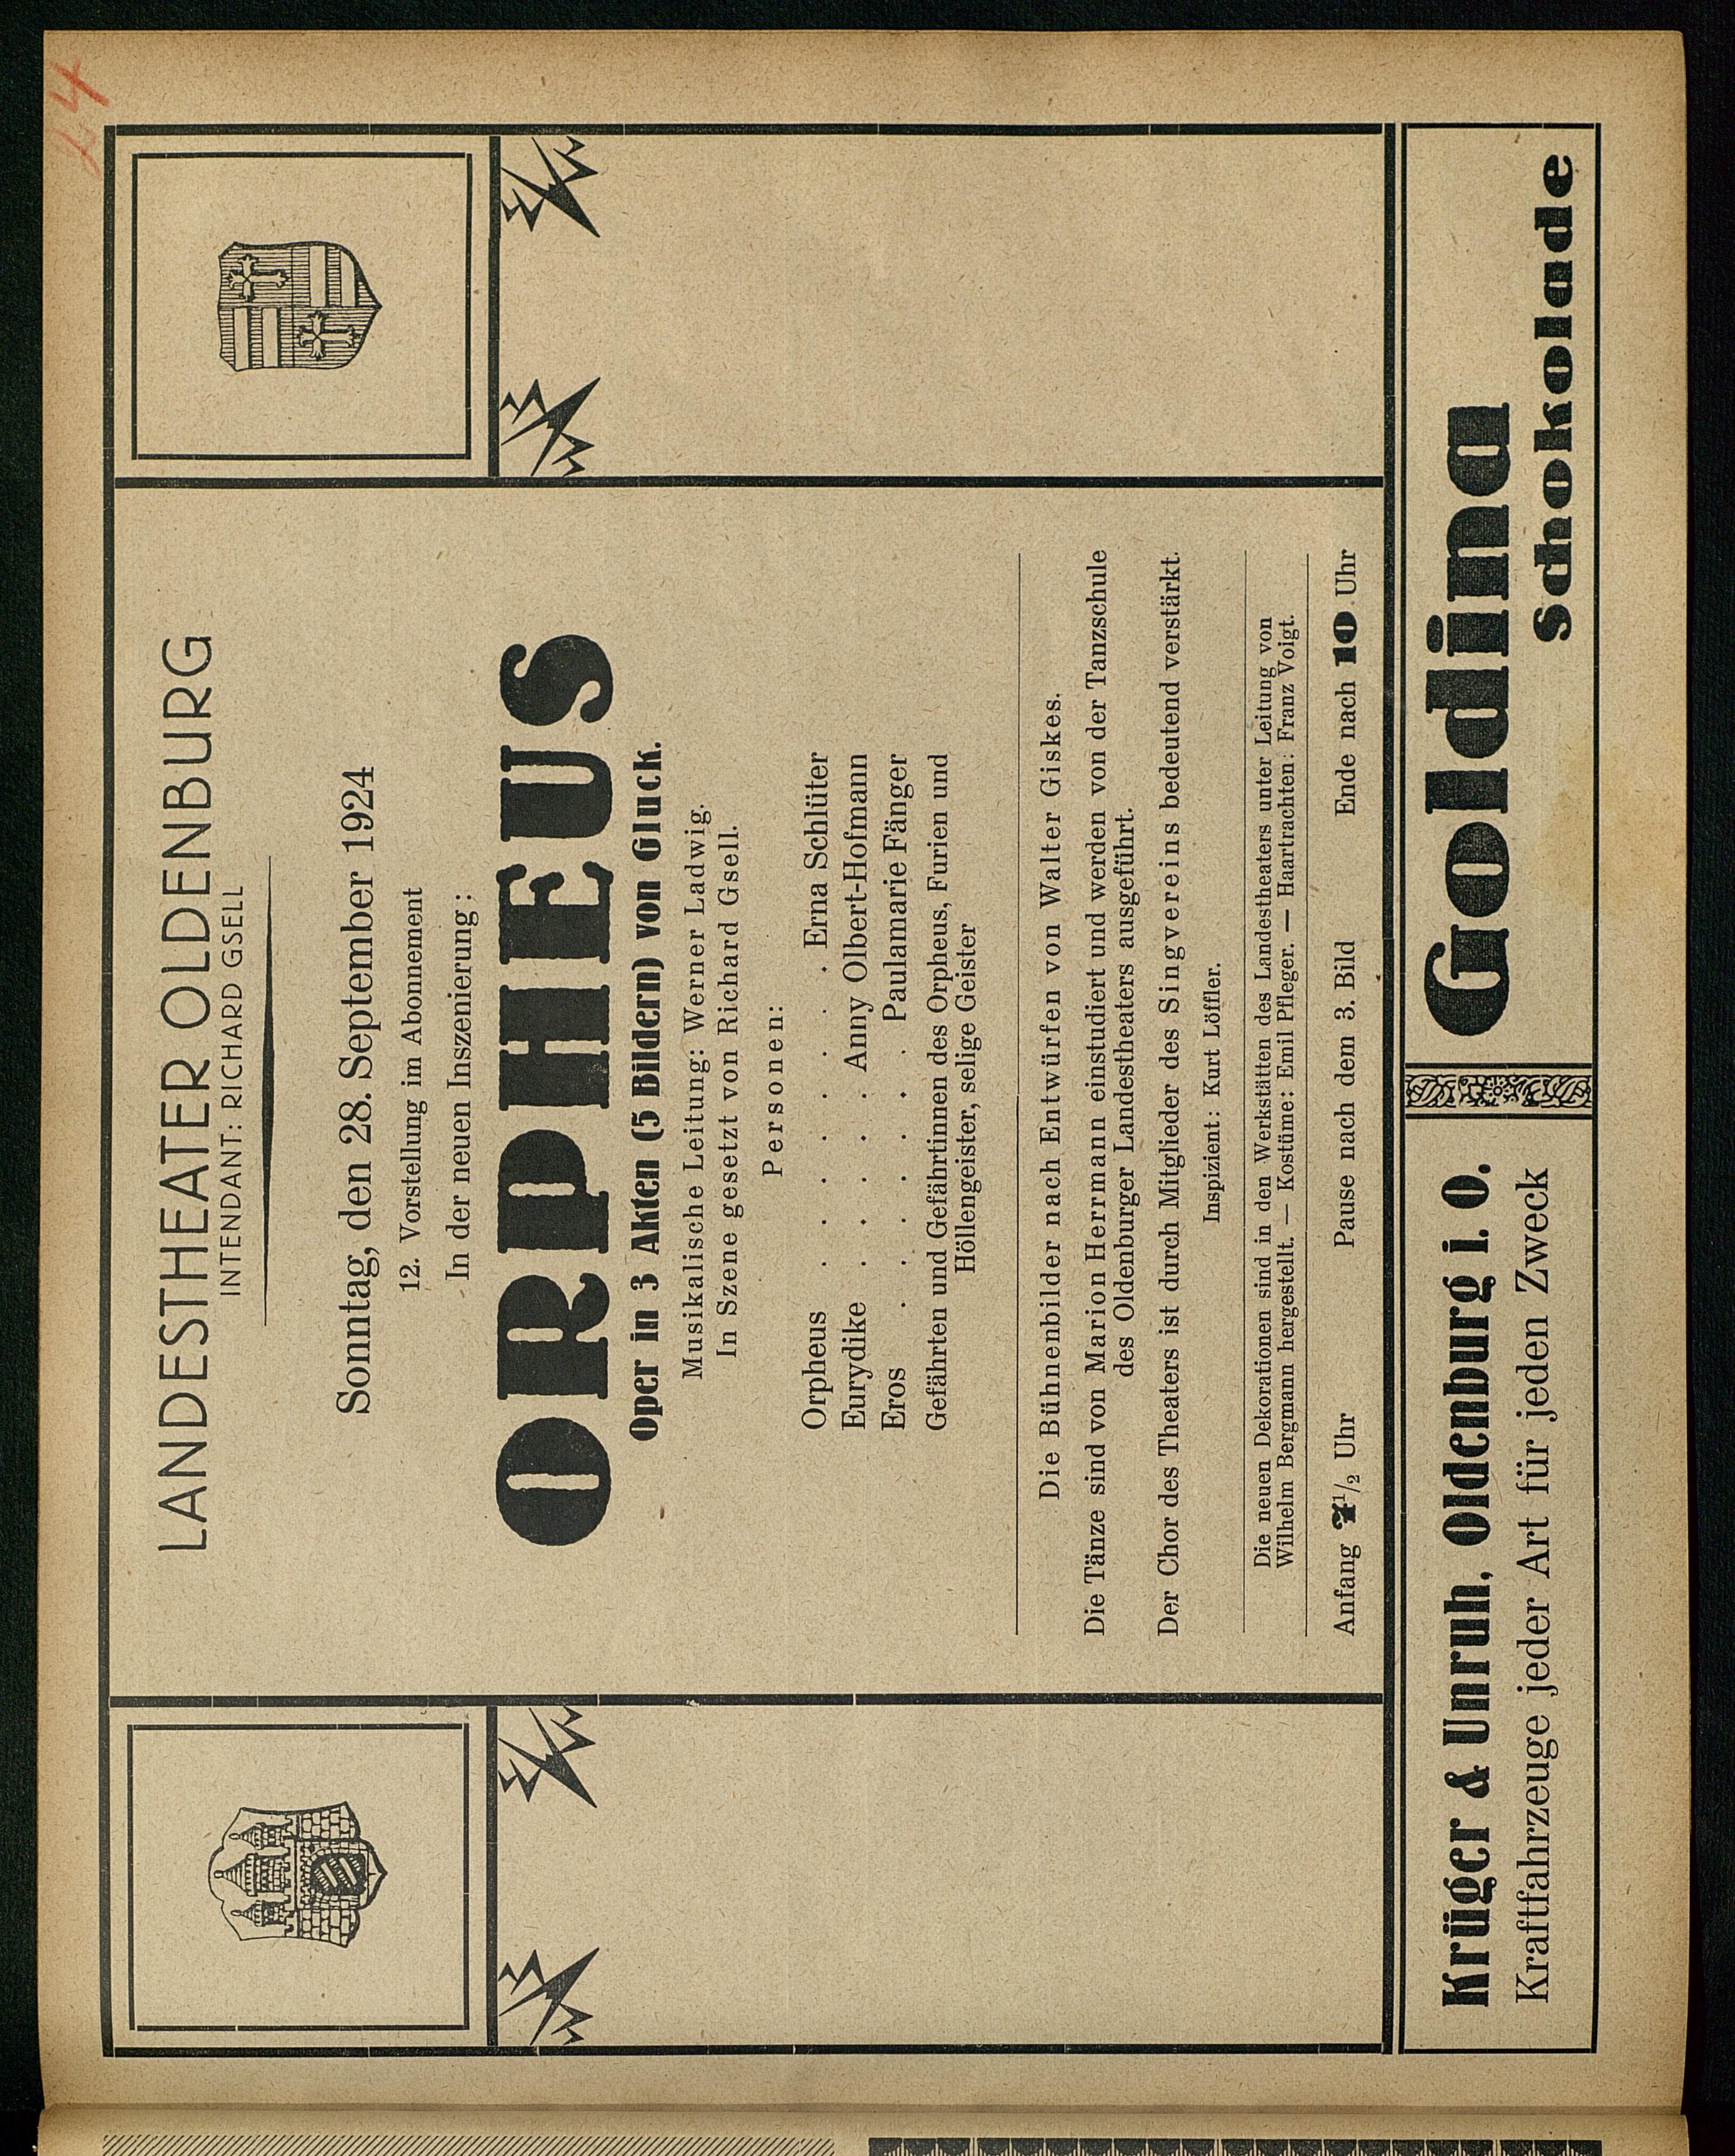 24
LANDESTHEATER OLDENBURG
INTENDANT: RICHARD GSELL
Sonntag, den 28. September 1924
12. Vorstellung im Abonnement
In der neuen Inszenierung:
ORPHEUS
Oper in 3 Akten (5 Bildern) von Gluck.
Musikalische Leitung: Werner Ladwig.
In Szene gesetzt von Richard Gsell.
Personen:
Orpheus . . . . . . Erna Schlüter
Eurydike . . . . Anny Olbert-Hofmann
Eros . . . . . Paulamarie Fänger
Gefährten und Gefährtinnen des Orpheus, Furien und
Höllengeister, selige Geister
Die Bühnenbilder nach Entwürfen von Walter Giskes.
Die Tänze sind von Marion Herrmann einstudiert und werden von der Tanzschule
des Oldenburger Landestheaters ausgeführt.
Der Chor des Theaters ist durch Mitglieder des Singvereins bedeutend verstärkt.
Inspizient: Kurt Löffler.
Die neuen Dekorationen sind in den Werkstätten des Landestheaters unter Leitung von
Wilhelm Bergmann hergestellt. — Kostüme: Emil Pfleger. — Haartrachten: Franz Voigt.
Anfang 7 1/2 Uhr Pause nach dem 3. Bild Ende nach 10 Uhr
Krüger & Unruh, Oldenburg i. O.
Kraftfahrzeuge jeder Art für jeden Zweck
Goldina
Schokolade